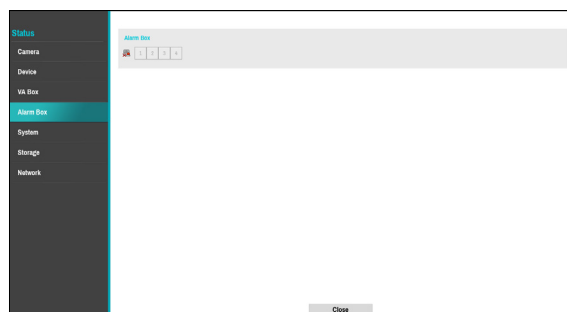 Status
Camera
Device
VA Box
Alarm Box
System
Storage
Network
Alarm Box
1 2 3 4
Close